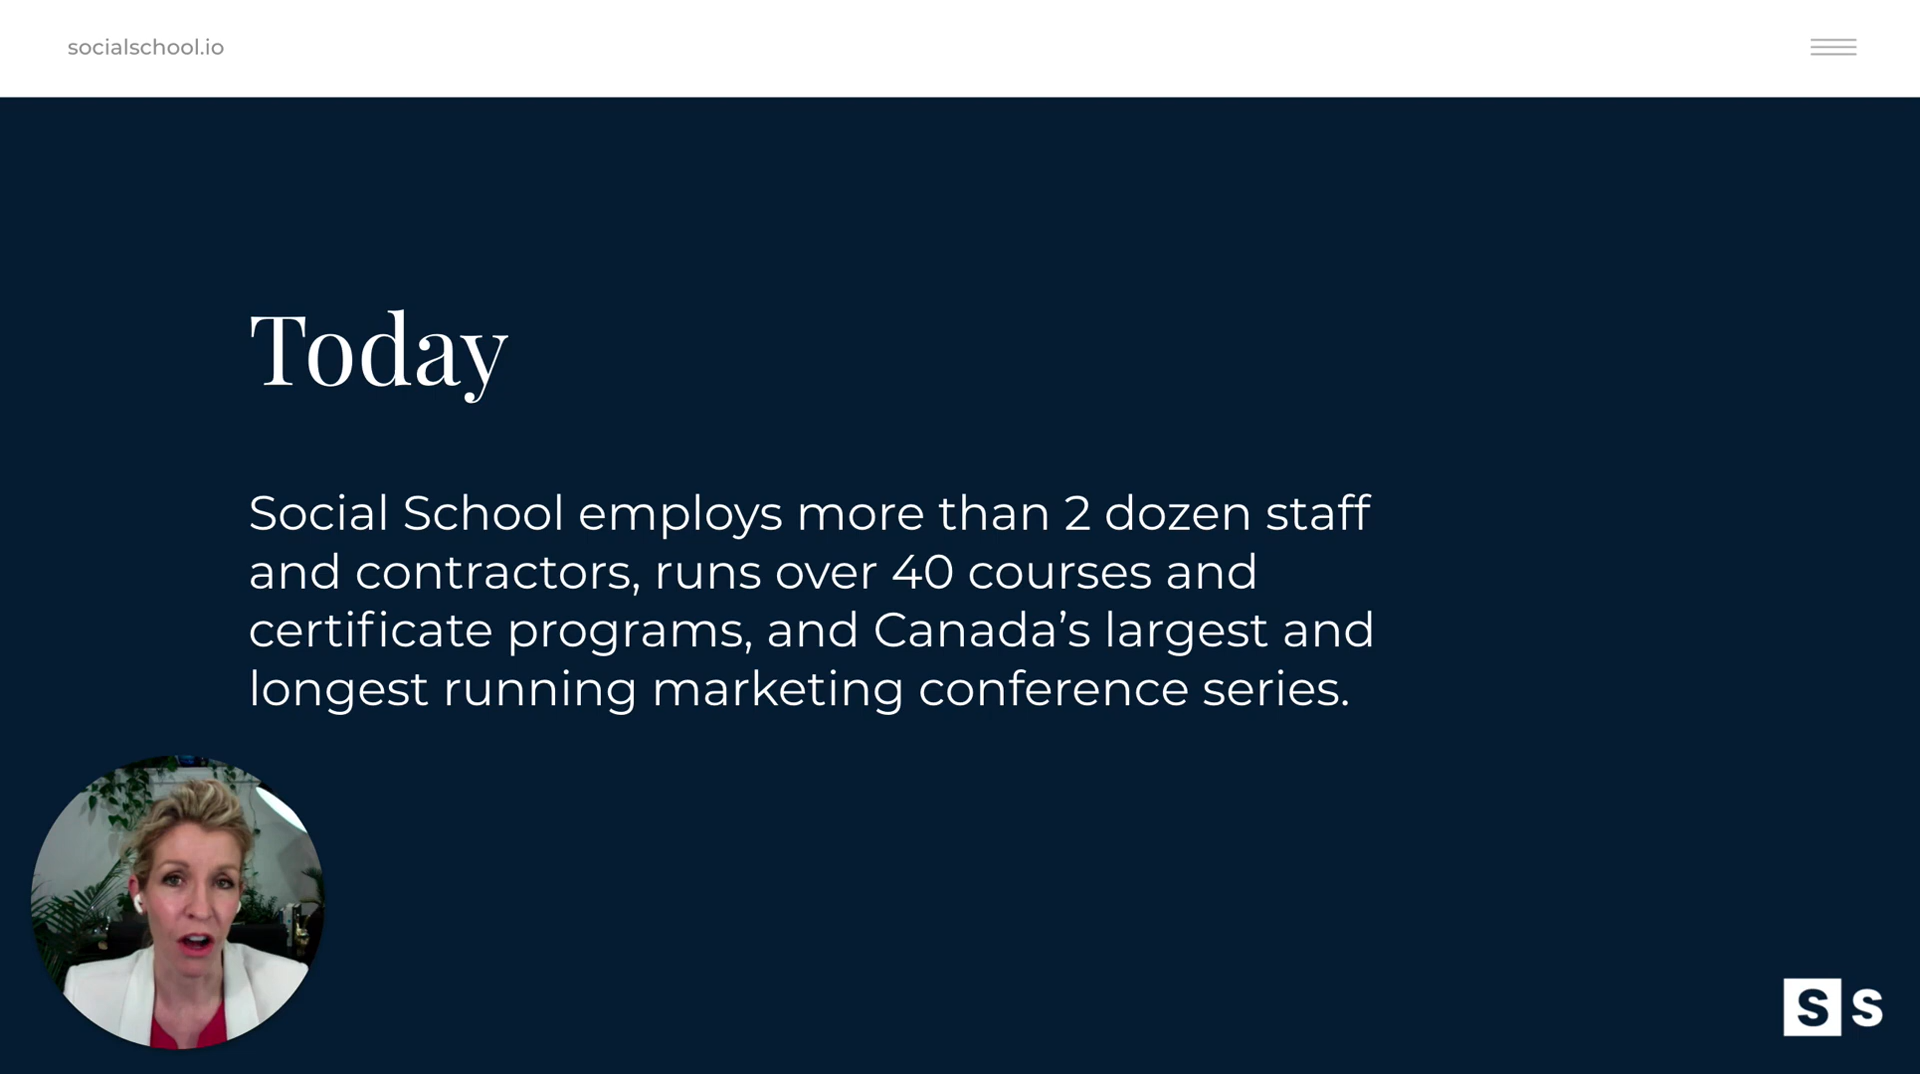 socialschool.io
Today
Social School employs more than 2 dozen staff
and contractors, runs over 40 courses and
certificate programs, and Canada’s largest and
longest running marketing conference series.
S S